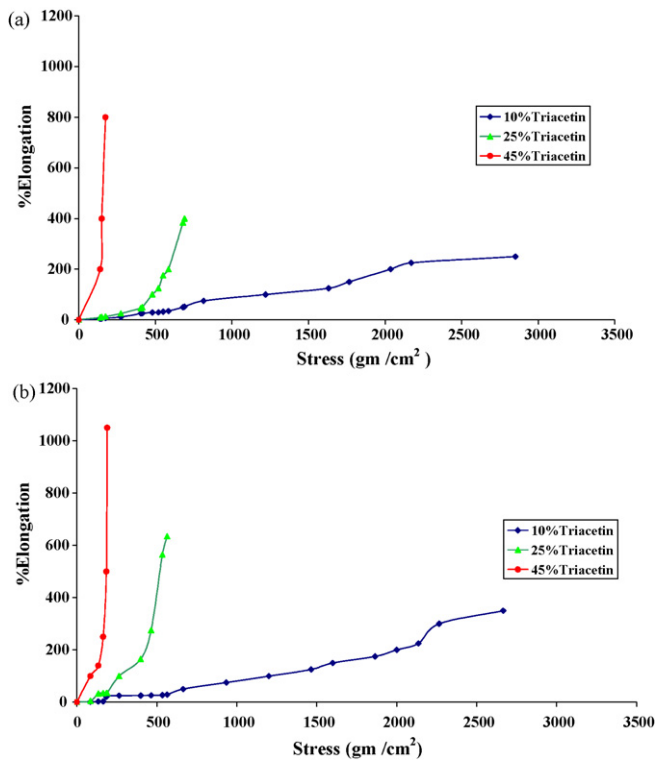 (a)
1200
1000
800
600
400
200
0
%Elongation
10%Triacetin
25%Triacetin
45%Triacetin
0 500 1000 1500 2000 2500 3000 3500
Stress (gm /cm² )
(b)
1200
1000
800
600
400
200
0
%Elongation
10%Triacetin
25%Triacetin
45%Triacetin
0 500 1000 1500 2000 2500 3000 3500
Stress (gm /cm²)